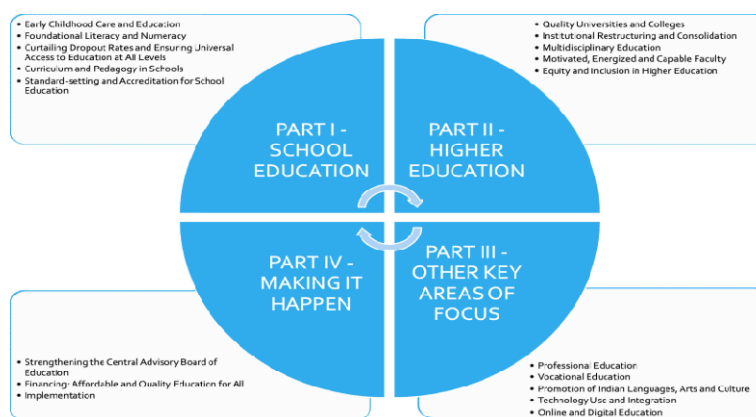 • Early Childhood Care and Education
• Foundational Literacy and Numeracy
• Curtailing Dropout Rates and Ensuring Universal
Access to Education at All Levels
• Curriculum and Pedagogy in Schools
• Standard-setting and Accreditation for School
Education
• Quality Universities and Colleges
• Institutional Restructuring and Consolidation
• Multidisciplinary Education
• Motivated, Energized and Capable Faculty
• Equity and Inclusion in Higher Education
PART I -
SCHOOL
EDUCATION
PART II -
HIGHER
EDUCATION
PART IV -
MAKING IT
HAPPEN
PART III -
OTHER KEY
AREAS OF
FOCUS
• Strengthening the Central Advisory Board of
Education
• Financing: Affordable and Quality Education for All
• Implementation
• Professional Education
• Vocational Education
• Promotion of Indian Languages, Arts and Culture
• Technology Use and Integration
• Online and Digital Education